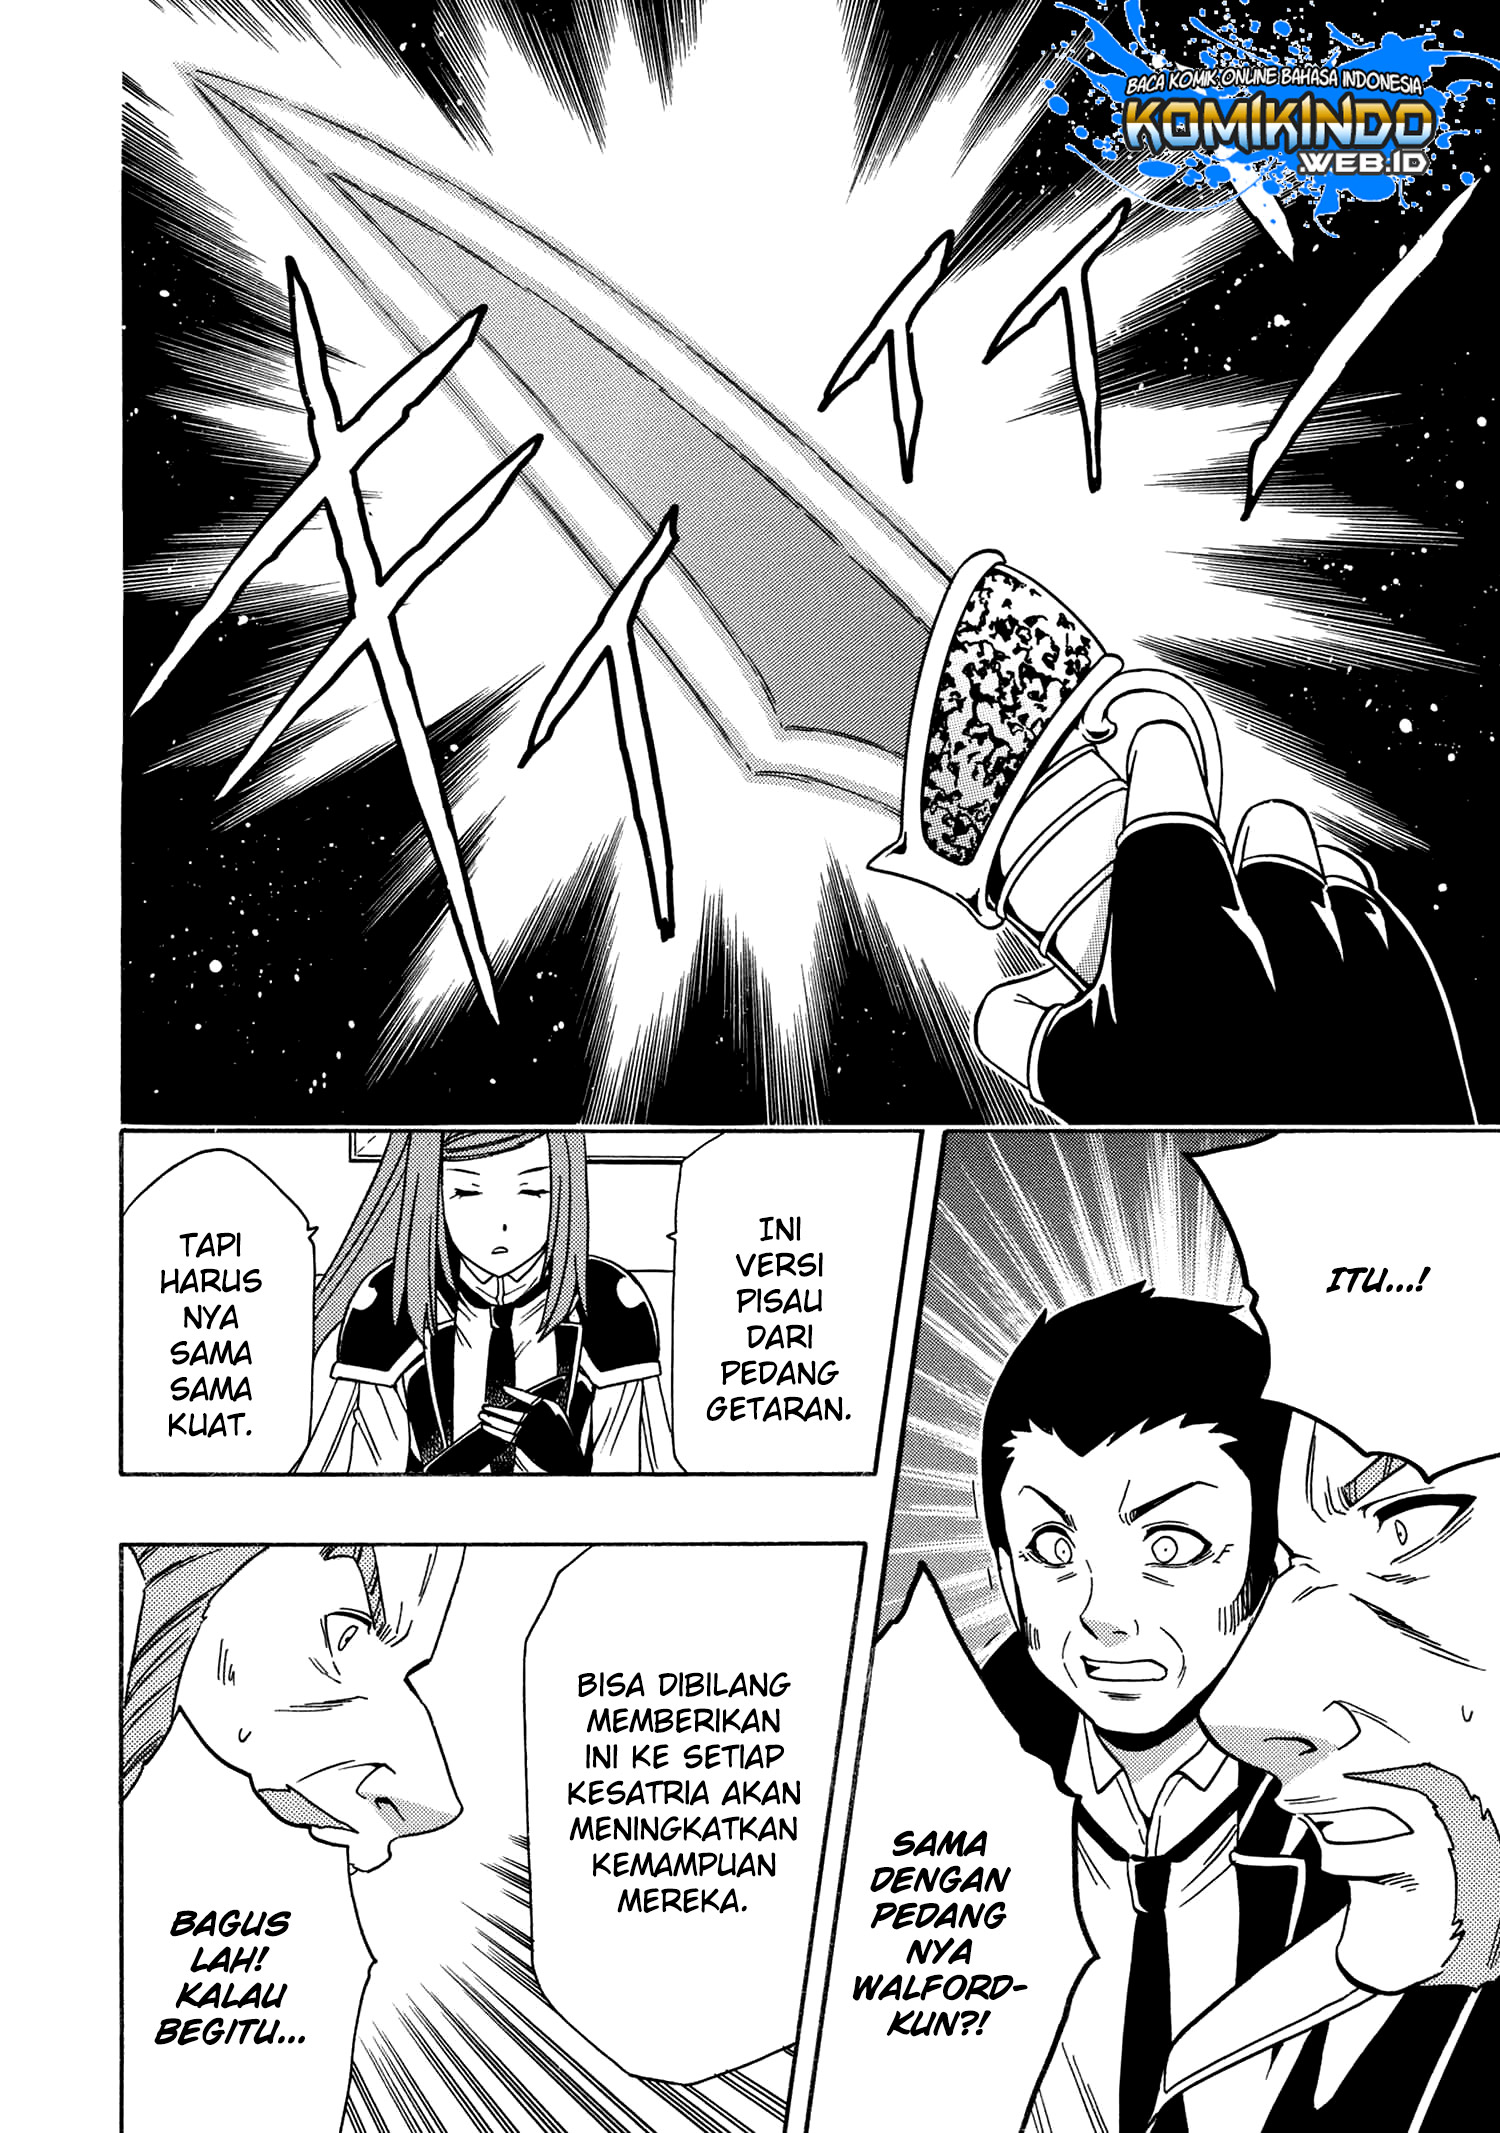 BACA KOMIK ONLINE BAHASA INDONESIA
KOMIKINDO
WEB.ID
ITU...!
SAMA
DENGAN
PEDANG
NYA
WALFORD-
KUN?!
INI
VERSI
PISAU
DARI
PEDANG
GETARAN.
TAPI
HARUS
NYA
SAMA
SAMA
KUAT.
BISA DIBILANG
MEMBERIKAN
INI KE SETIAP
KESATRIA AKAN
MENINGKATKAN
KEMAMPUAN
MEREKA.
BAGUS
LAH!
KALAU
BEGITU...